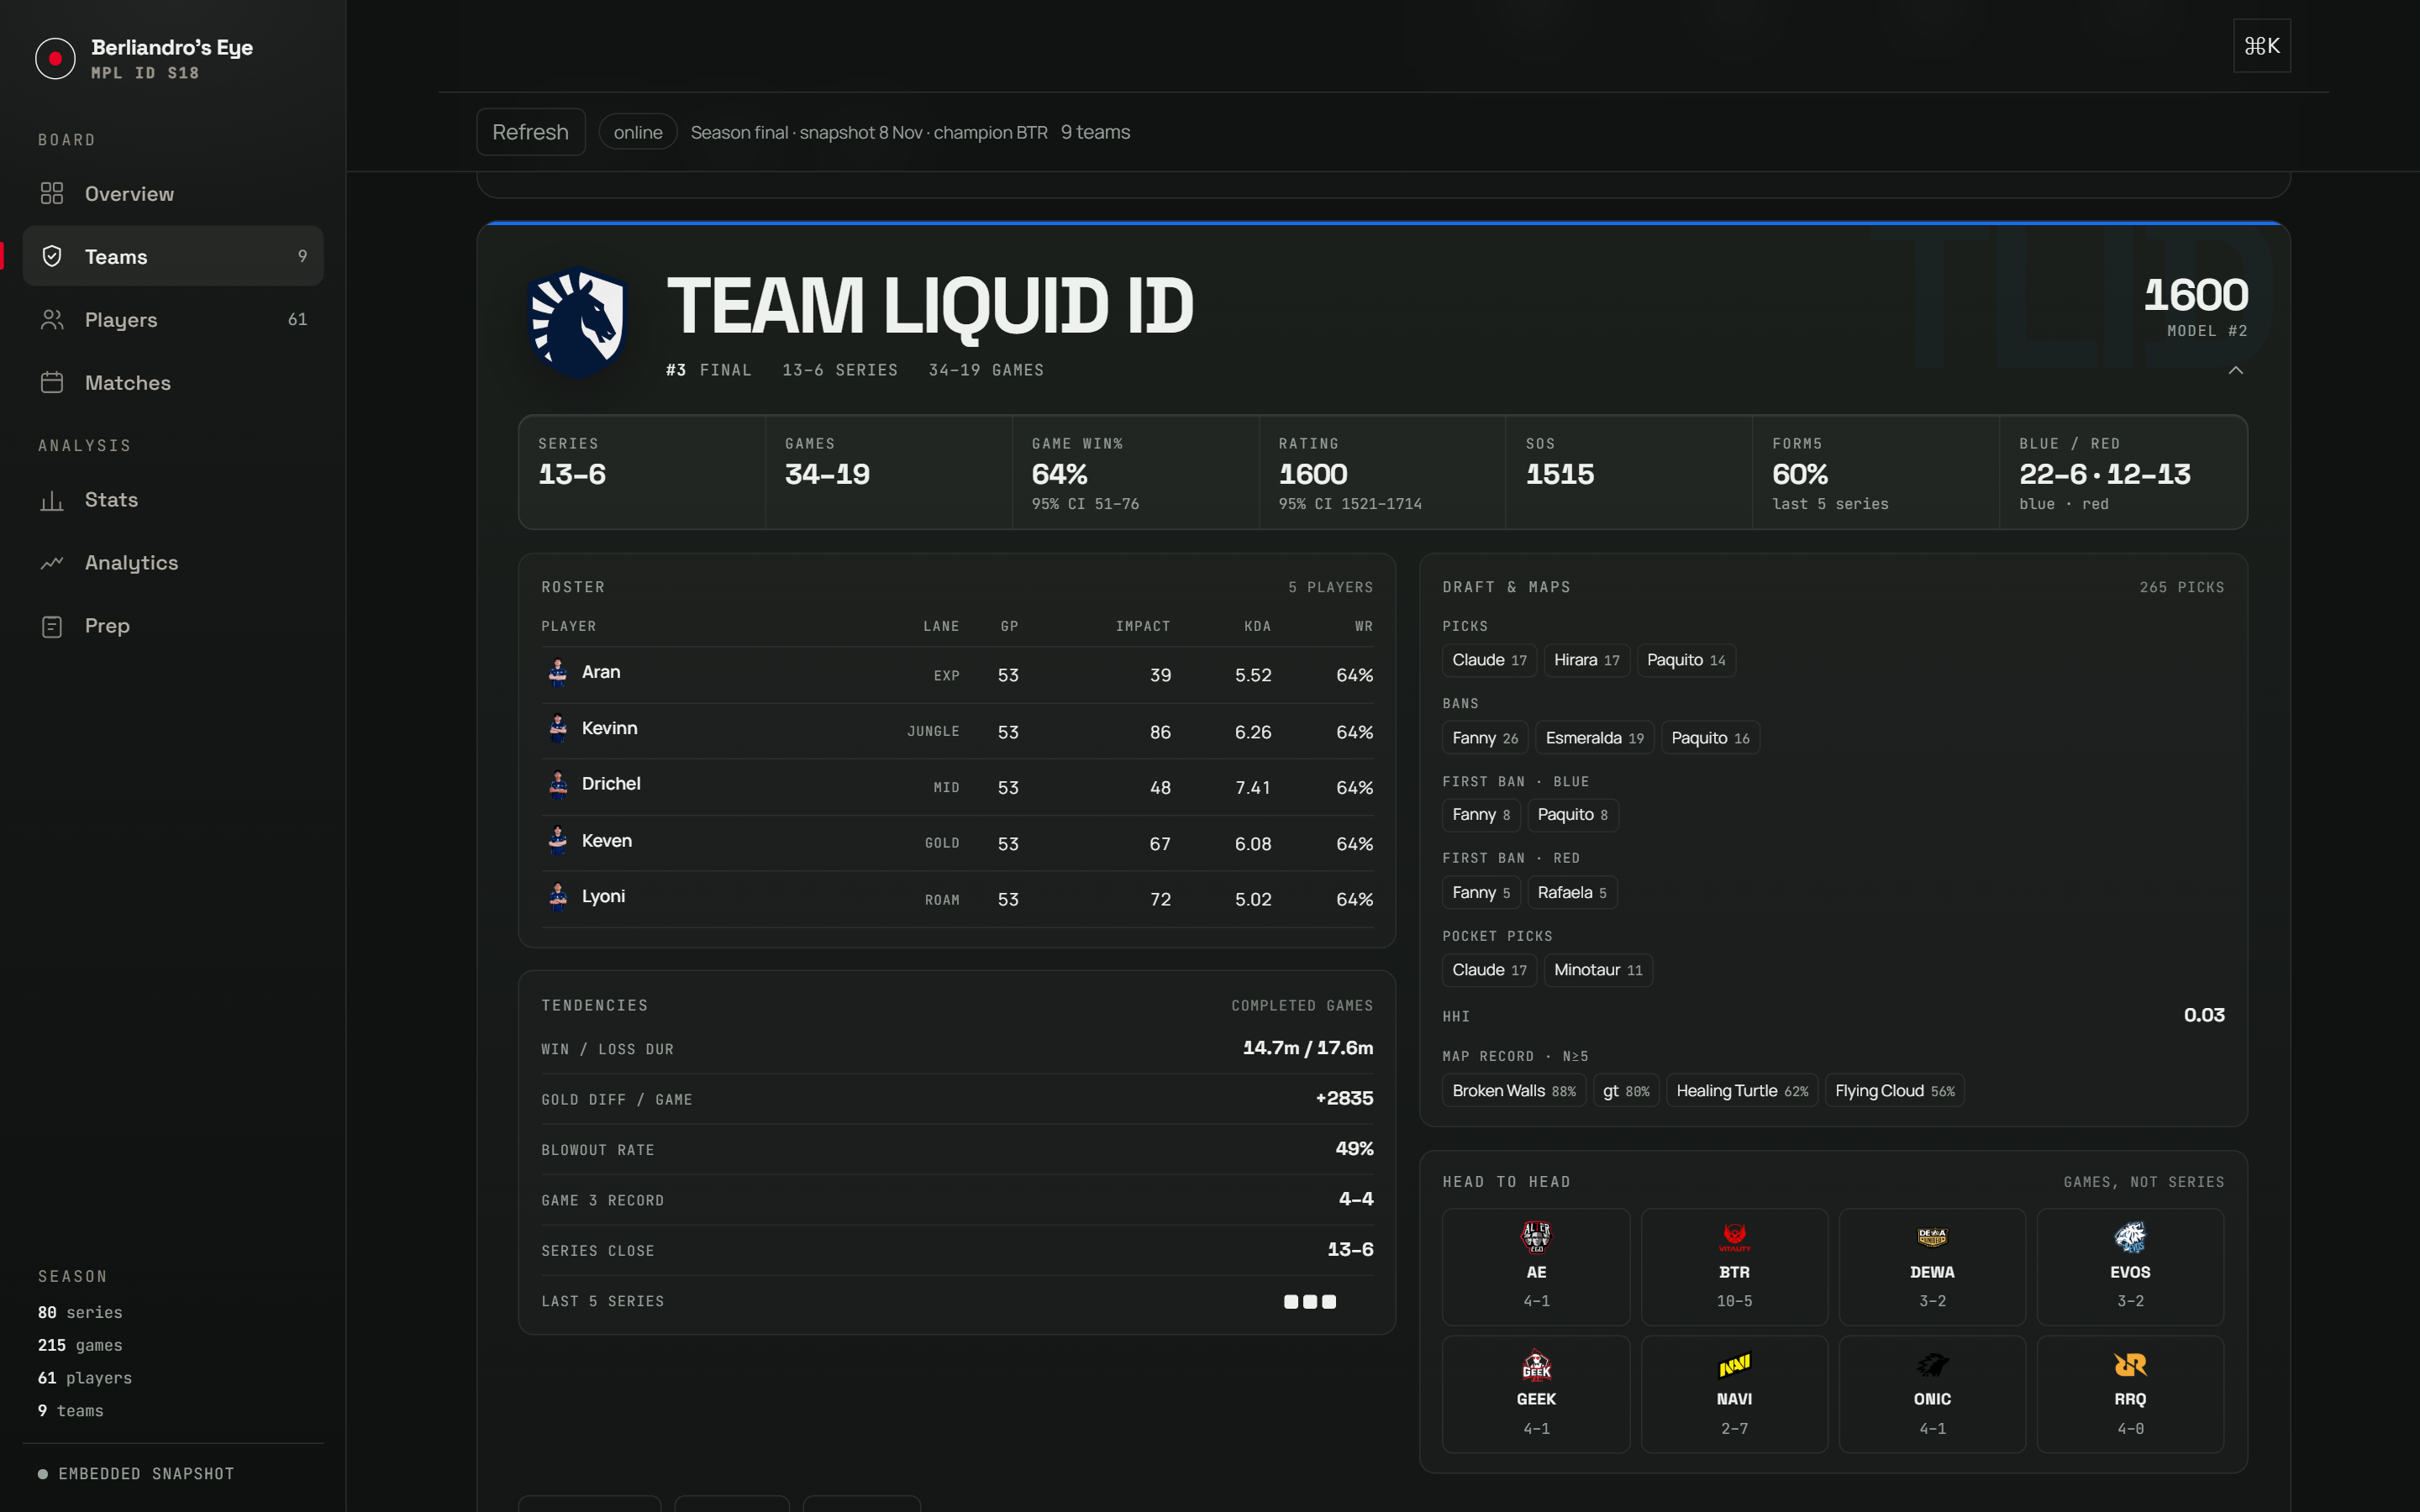 Berliandro's Eye
MPL ID S18
BOARD
Overview
Teams 9
Players 61
Matches
ANALYSIS
Stats
Analytics
Prep
SEASON
80 series
215 games
61 players
9 teams
EMBEDDED SNAPSHOT
⌘K
Refresh online Season final · snapshot 8 Nov · champion BTR 9 teams
TLID
TEAM LIQUID ID
#3 FINAL 13–6 SERIES 34–19 GAMES
1600
MODEL #2
SERIES
13–6
GAMES
34–19
GAME WIN%
64%
95% CI 51–76
RATING
1600
95% CI 1521–1714
SOS
1515
FORM5
60%
last 5 series
BLUE / RED
22–6 · 12–13
blue · red
ROSTER 5 PLAYERS
PLAYER LANE GP IMPACT KDA WR
Aran EXP 53 39 5.52 64%
Kevinn JUNGLE 53 86 6.26 64%
Drichel MID 53 48 7.41 64%
Keven GOLD 53 67 6.08 64%
Lyoni ROAM 53 72 5.02 64%
TENDENCIES COMPLETED GAMES
WIN / LOSS DUR 14.7m / 17.6m
GOLD DIFF / GAME +2835
BLOWOUT RATE 49%
GAME 3 RECORD 4–4
SERIES CLOSE 13–6
LAST 5 SERIES
DRAFT & MAPS 265 PICKS
PICKS
Claude 17 Hirara 17 Paquito 14
BANS
Fanny 26 Esmeralda 19 Paquito 16
FIRST BAN · BLUE
Fanny 8 Paquito 8
FIRST BAN · RED
Fanny 5 Rafaela 5
POCKET PICKS
Claude 17 Minotaur 11
HHI 0.03
MAP RECORD · N≥5
Broken Walls 88% gt 80% Healing Turtle 62% Flying Cloud 56%
HEAD TO HEAD GAMES, NOT SERIES
ALTER EGO
AE
4–1
VITALITY
BTR
10–5
DEWA
DEWA
3–2
EVOS
EVOS
3–2
GEEK
GEEK
4–1
NAVI
NAVI
2–7
ONIC
4–1
RRQ
4–0